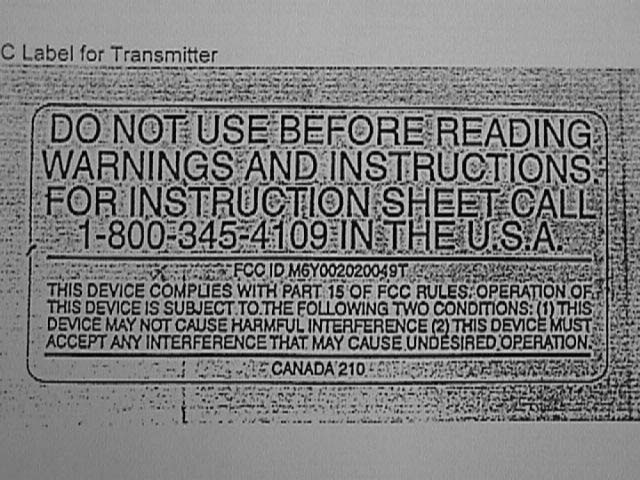 C Label for Transmitter
DO NOT USE BEFORE READING
WARNINGS AND INSTRUCTIONS.
FOR INSTRUCTION SHEET CALL
1-800-345-4109 IN THE U.S.A.
FCC ID M6Y002020049T
THIS DEVICE COMPLIES WITH PART 15 OF FCC RULES. OPERATION OF
THIS DEVICE IS SUBJECT TO THE FOLLOWING TWO CONDITIONS: (1) THIS
DEVICE MAY NOT CAUSE HARMFUL INTERFERENCE (2) THIS DEVICE MUST
ACCEPT ANY INTERFERENCE THAT MAY CAUSE UNDESIRED OPERATION.
CANADA 210